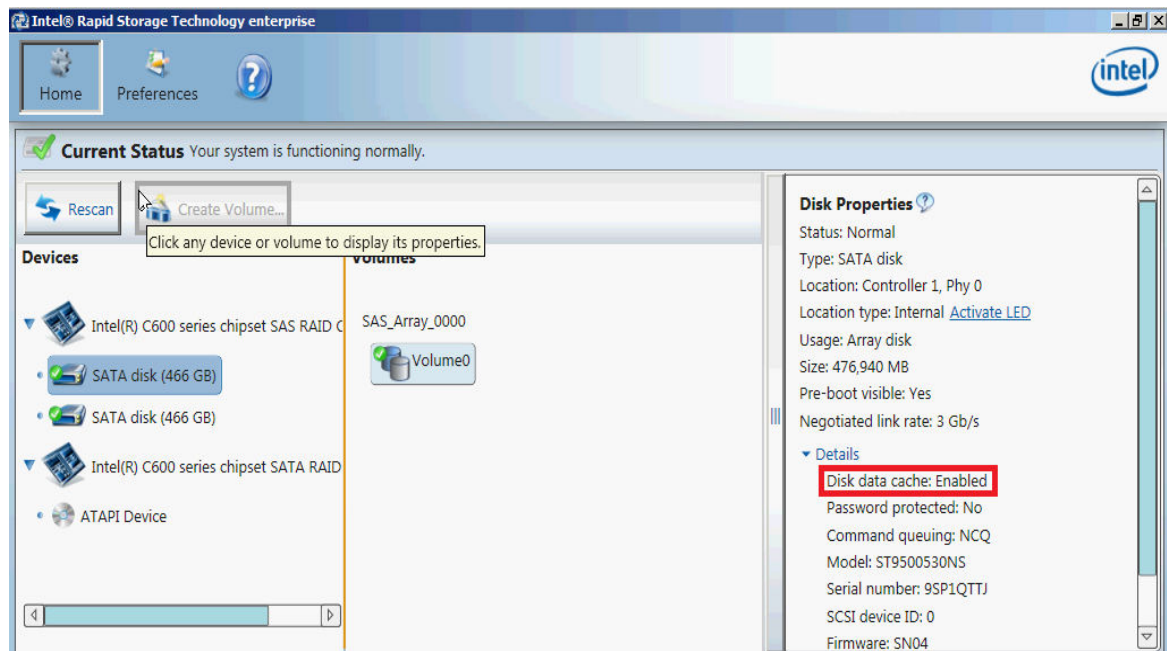 Intel® Rapid Storage Technology enterprise
Home
Preferences
intel
Current Status Your system is functioning normally.
Rescan
Create Volume...
Click any device or volume to display its properties.
Devices
Volumes
Intel(R) C600 series chipset SAS RAID C
SATA disk (466 GB)
SATA disk (466 GB)
Intel(R) C600 series chipset SATA RAID
ATAPI Device
SAS_Array_0000
Volume0
Disk Properties
Status: Normal
Type: SATA disk
Location: Controller 1, Phy 0
Location type: Internal Activate LED
Usage: Array disk
Size: 476,940 MB
Pre-boot visible: Yes
Negotiated link rate: 3 Gb/s
Details
Disk data cache: Enabled
Password protected: No
Command queuing: NCQ
Model: ST9500530NS
Serial number: 9SP1QTTJ
SCSI device ID: 0
Firmware: SN04